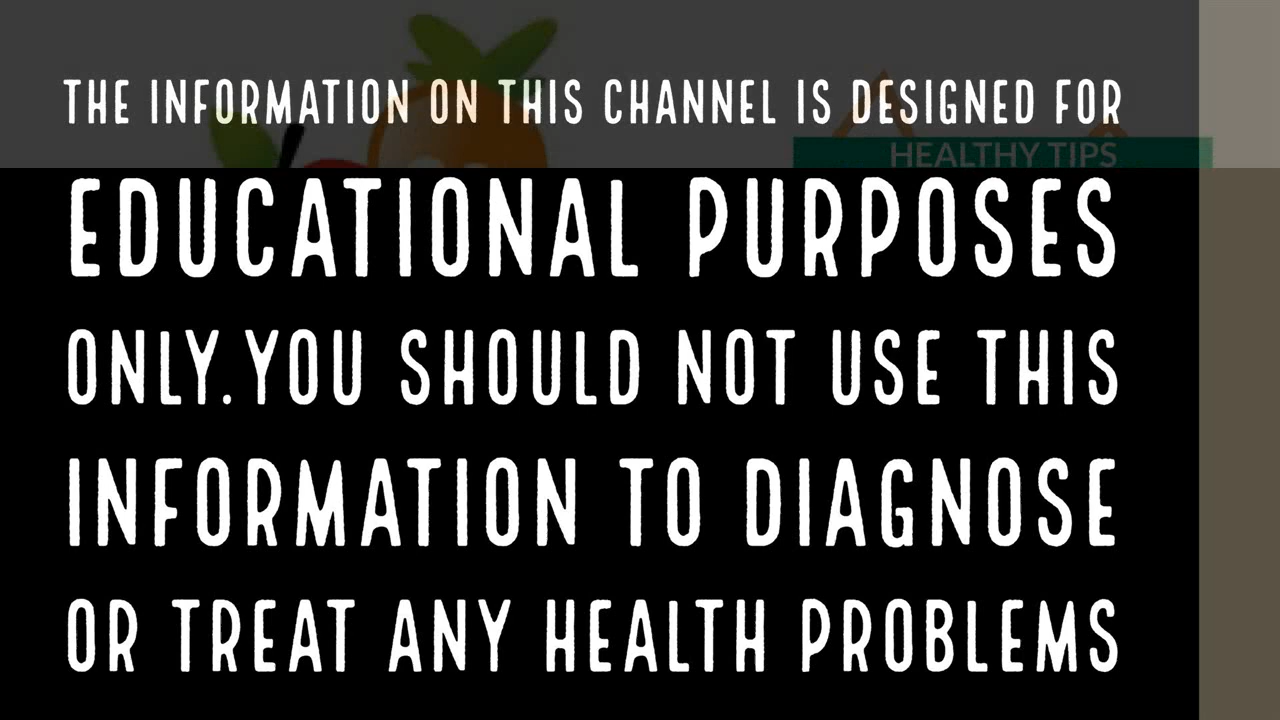 THE INFORMATION ON THIS CHANNEL IS DESIGNED FOR
HEALTHY TIPS
EDUCATIONAL PURPOSES
ONLY.YOU SHOULD NOT USE THIS
INFORMATION TO DIAGNOSE
OR TREAT ANY HEALTH PROBLEMS